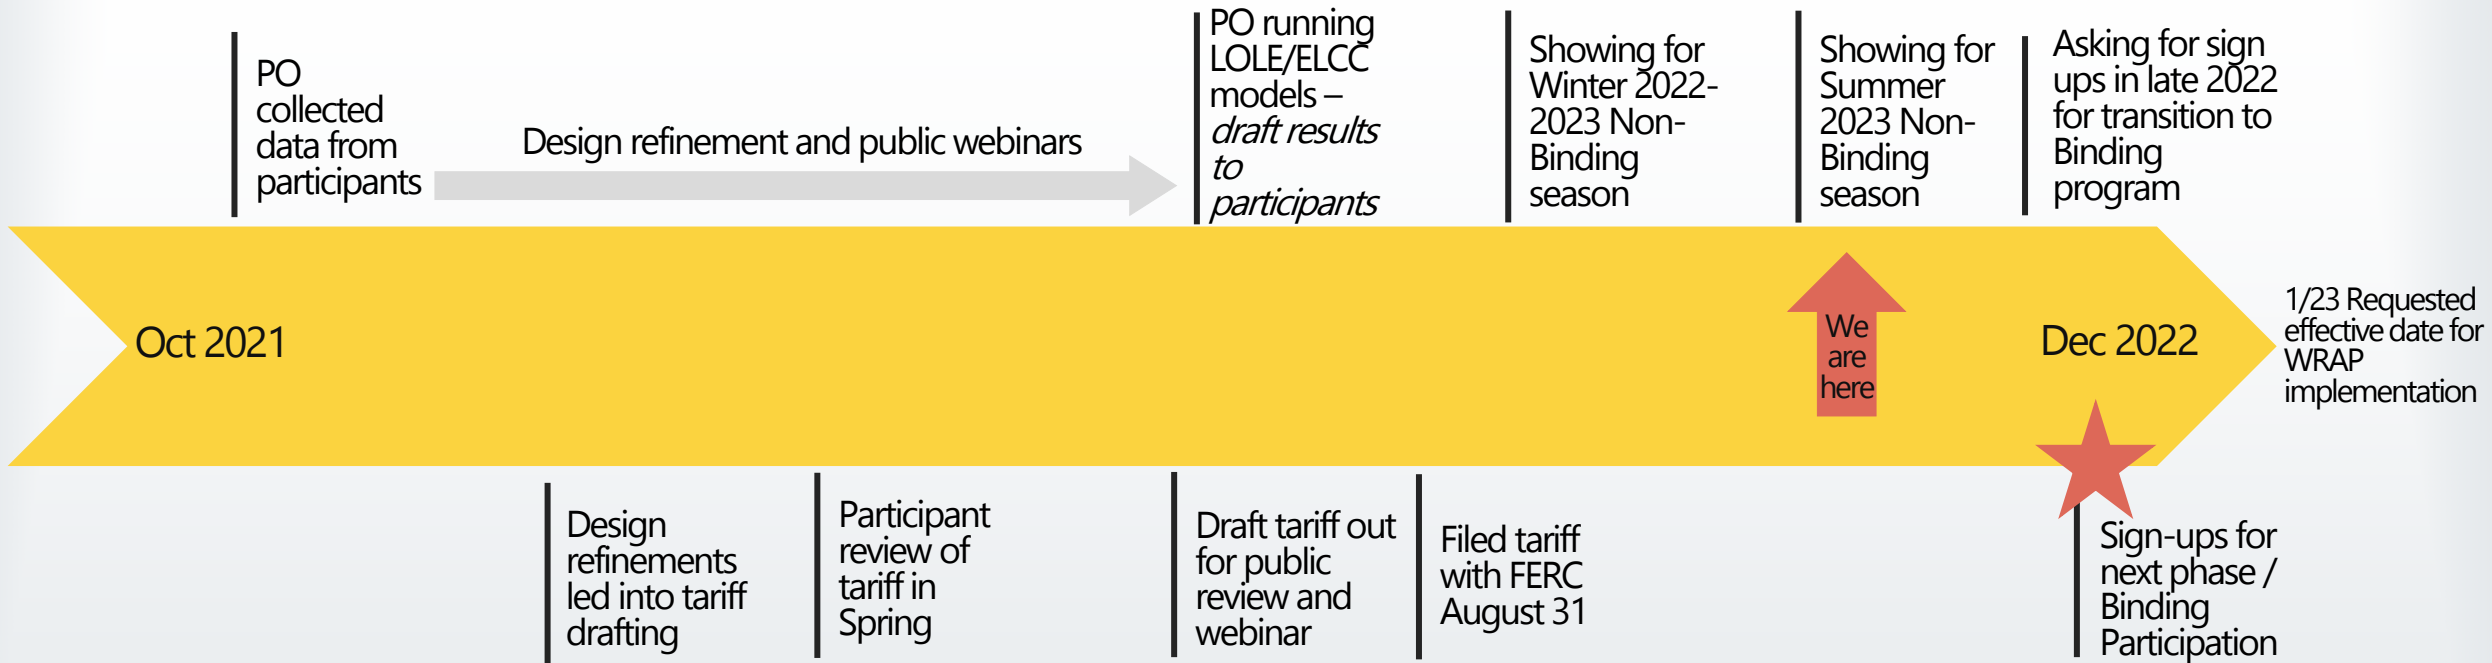 PO
collected
data from
participants
Design refinement and public webinars
PO running
LOLE/ELCC
models –
draft results
to
participants
Showing for
Winter 2022-
2023 Non-
Binding
season
Showing for
Summer
2023 Non-
Binding
season
Asking for sign
ups in late 2022
for transition to
Binding
program
Oct 2021
We
are
here
Dec 2022
1/23 Requested
effective date for
WRAP
implementation
Design
refinements
led into tariff
drafting
Participant
review of
tariff in
Spring
Draft tariff out
for public
review and
webinar
Filed tariff
with FERC
August 31
Sign-ups for
next phase /
Binding
Participation